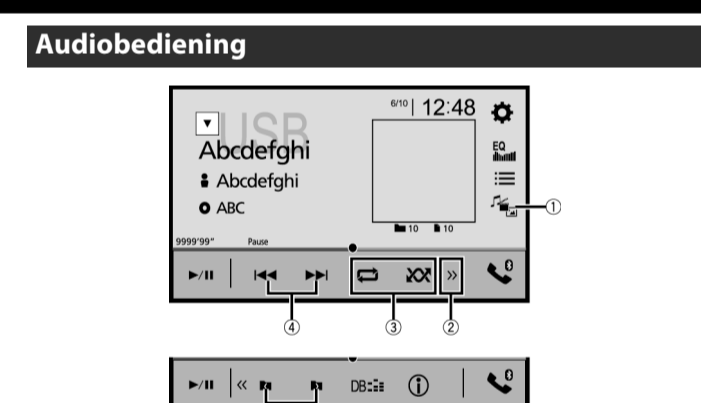 Audiobediening
6/10 | 12:48
USB
Abcdefghi
EQ
Abcdefghi
ABC
①
10 10
9999'99" Pause
④ ③ ②
DB